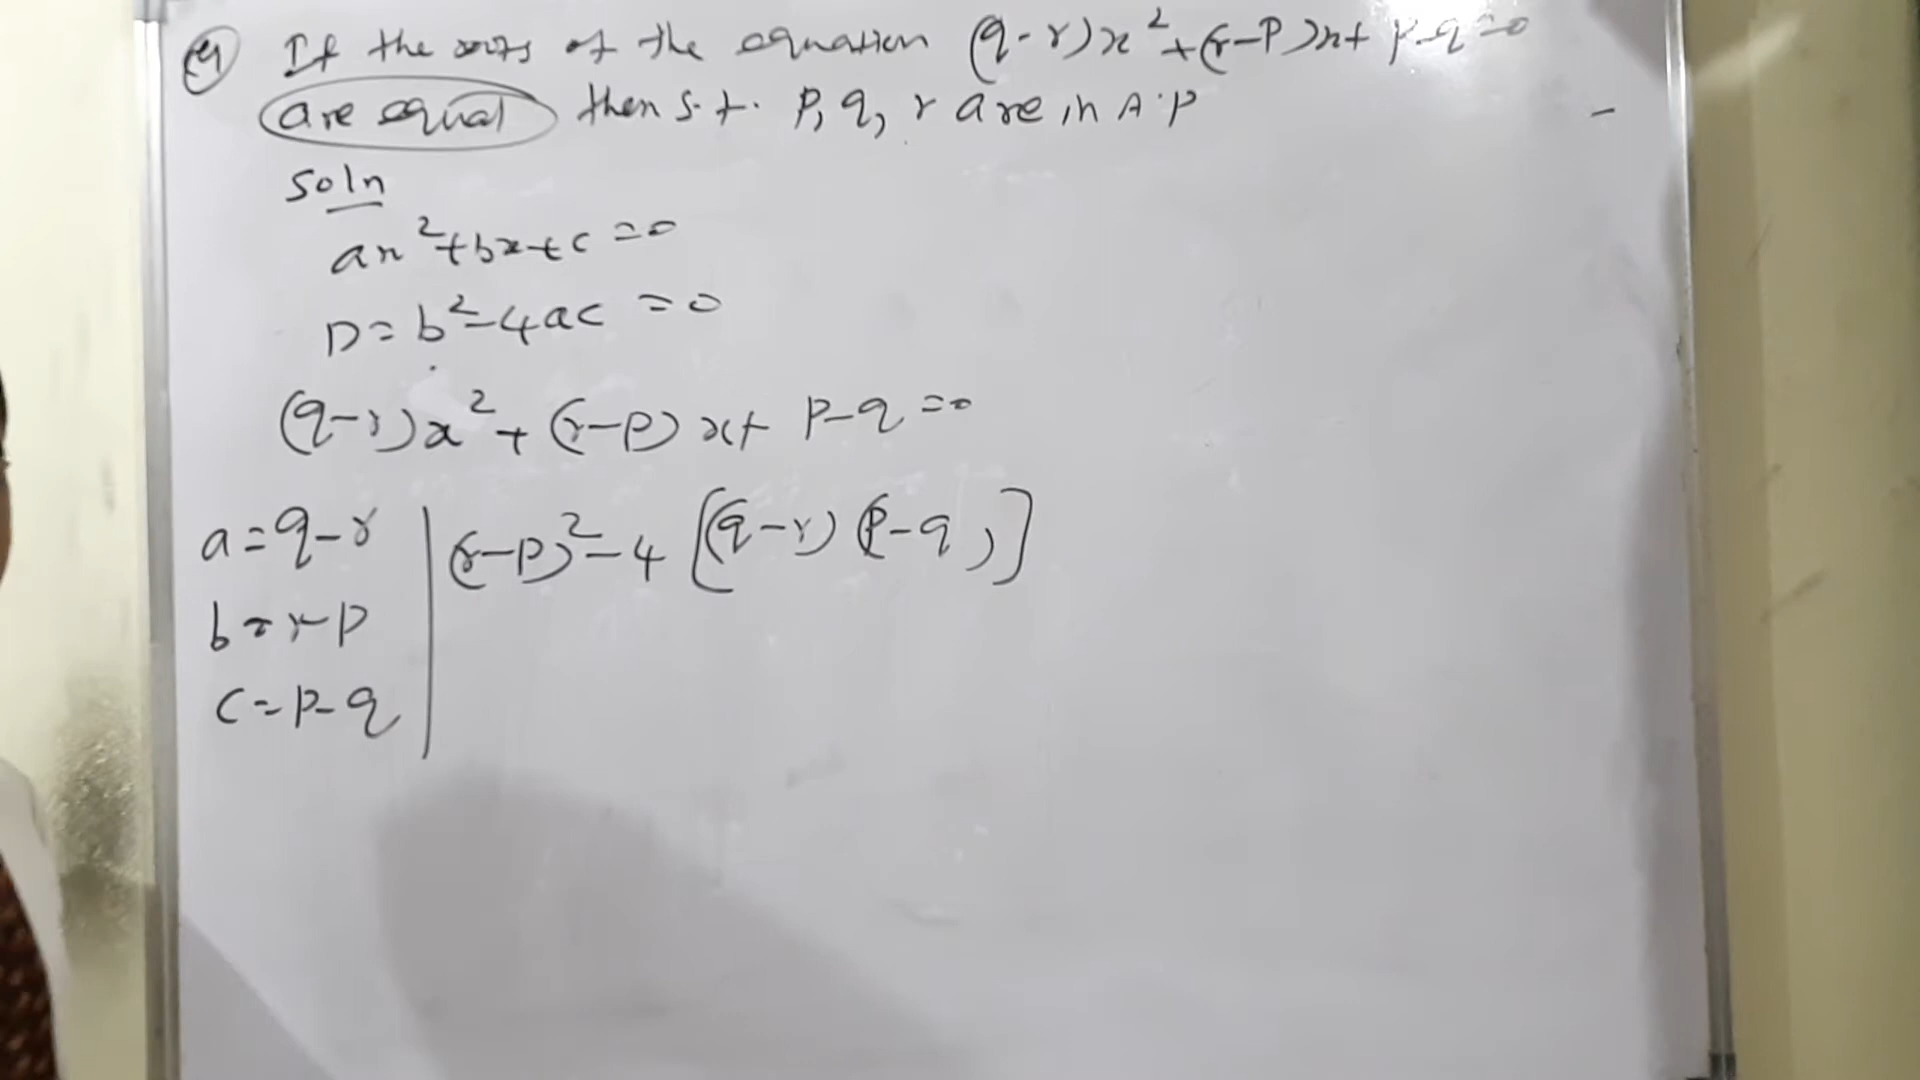 Q If the roots of the equation (q-r)x²+(r-p)x+p-q=0
are equal then s.t. p, q, r are in A.P
Soln
ax²+bx+c=0
D=b²-4ac=0
(q-r)x²+(r-p)x+p-q=0
a=q-r
b=r-p
c=p-q
(r-p)²-4[(q-r)(p-q)]